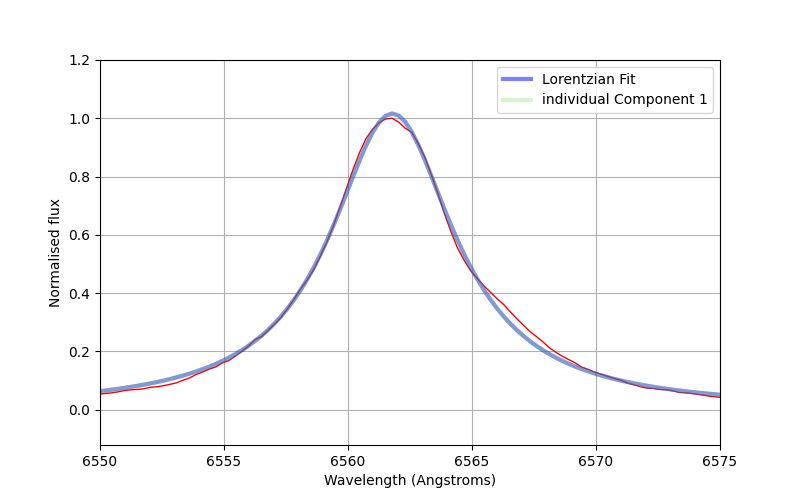 1.2
1.0
0.8
0.6
0.4
0.2
0.0
Normalised flux
Lorentzian Fit
individual Component 1
6550 6555 6560 6565 6570 6575
Wavelength (Angstroms)